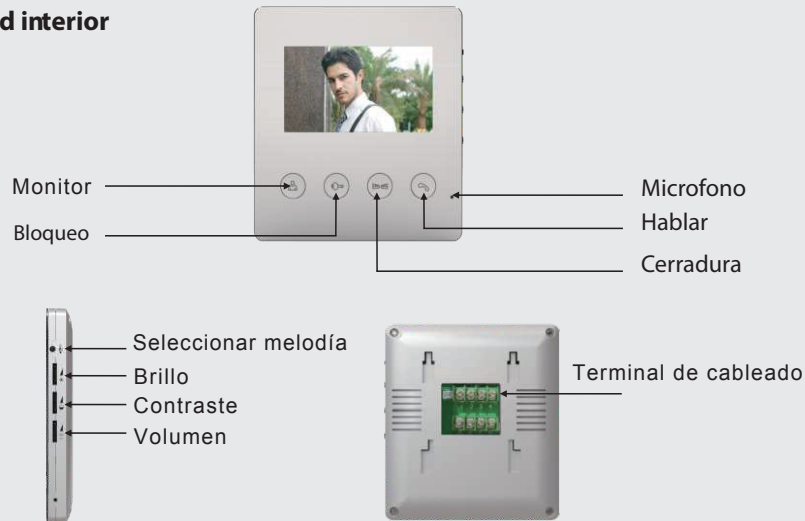 d interior
Monitor
Bloqueo
Microfono
Hablar
Cerradura
Seleccionar melodía
Brillo
Contraste
Volumen
Terminal de cableado